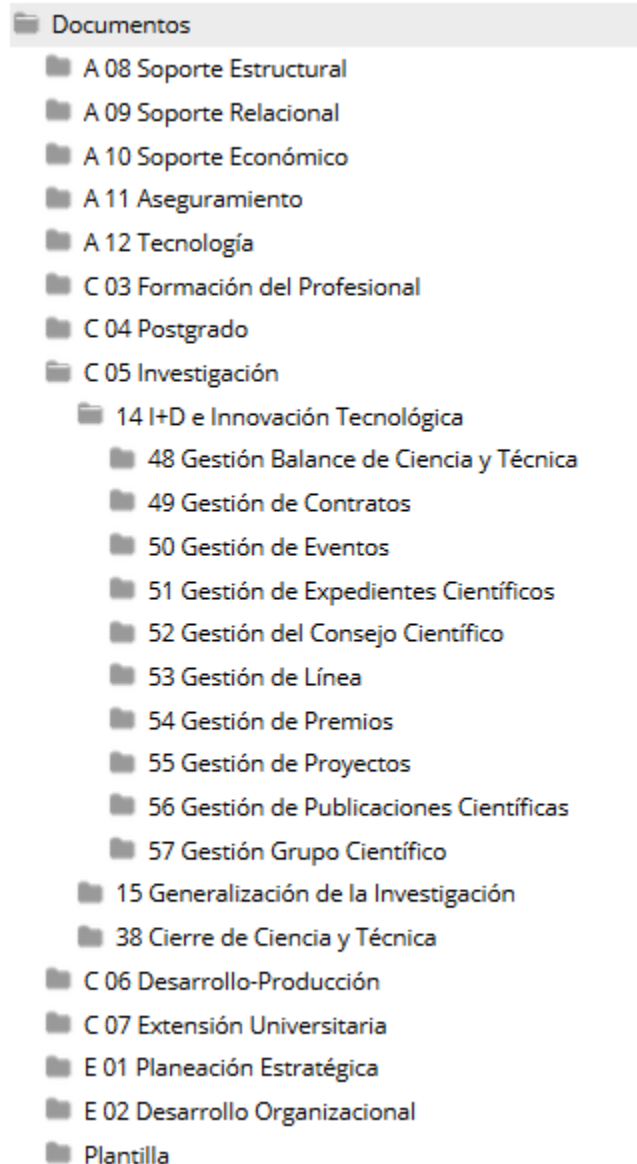 Documentos
A 08 Soporte Estructural
A 09 Soporte Relacional
A 10 Soporte Económico
A 11 Aseguramiento
A 12 Tecnología
C 03 Formación del Profesional
C 04 Postgrado
C 05 Investigación
14 I+D e Innovación Tecnológica
48 Gestión Balance de Ciencia y Técnica
49 Gestión de Contratos
50 Gestión de Eventos
51 Gestión de Expedientes Científicos
52 Gestión del Consejo Científico
53 Gestión de Línea
54 Gestión de Premios
55 Gestión de Proyectos
56 Gestión de Publicaciones Científicas
57 Gestión Grupo Científico
15 Generalización de la Investigación
38 Cierre de Ciencia y Técnica
C 06 Desarrollo-Producción
C 07 Extensión Universitaria
E 01 Planeación Estratégica
E 02 Desarrollo Organizacional
Plantilla